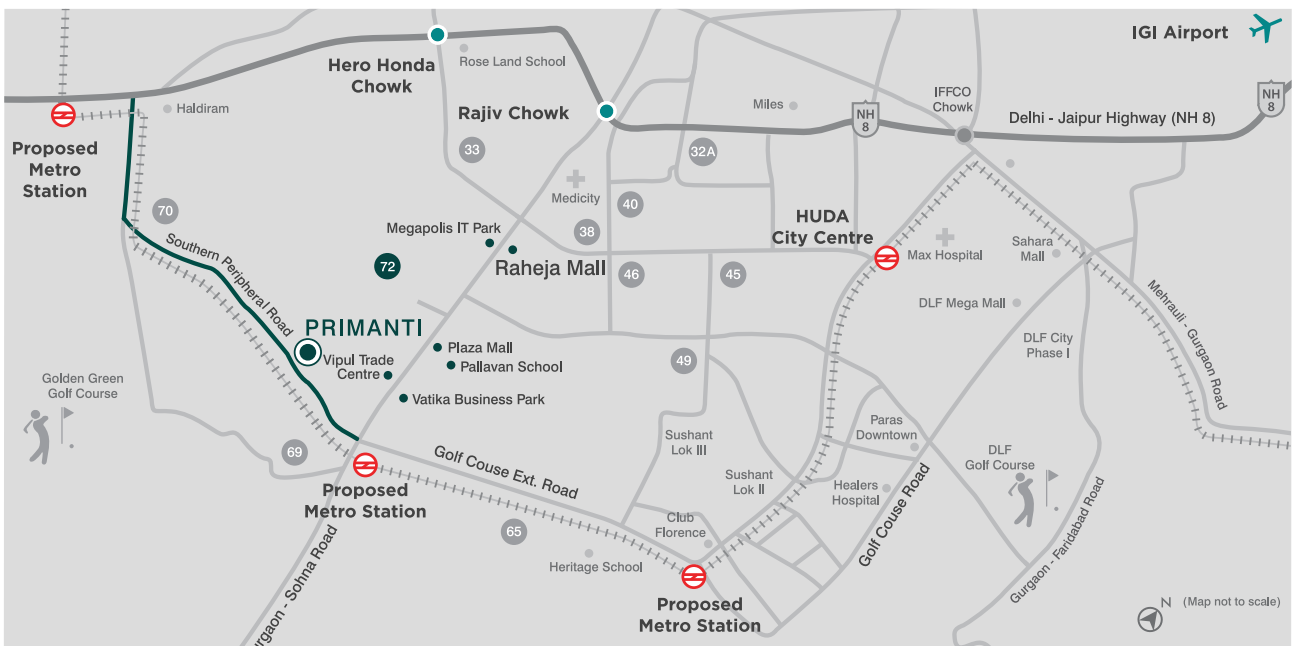 IGI Airport
Hero Honda
Chowk
Rose Land School
Rajiv Chowk
Haldiram
Miles
NH
8
IFFCO
Chowk
NH
8
Delhi - Jaipur Highway (NH 8)
Proposed
Metro
Station
33
32A
Medicity
70
40
38
HUDA
City Centre
Megapolis IT Park
Raheja Mall
72
46
45
Max Hospital
Sahara
Mall
Southern Peripheral Road
DLF Mega Mall
Mehrauli - Gurgaon Road
PRIMANTI
Vipul Trade
Centre
Plaza Mall
Pallavan School
Vatika Business Park
49
DLF City
Phase I
Golden Green
Golf Course
69
Golf Couse Ext. Road
Sushant
Lok III
Sushant
Lok II
Paras
Downtown
DLF
Golf Course
Healers
Hospital
Proposed
Metro Station
65
Club
Florence
Golf Couse Road
Gurgaon - Faridabad Road
Heritage School
urgaon - Sohna Road
Proposed
Metro Station
N
(Map not to scale)